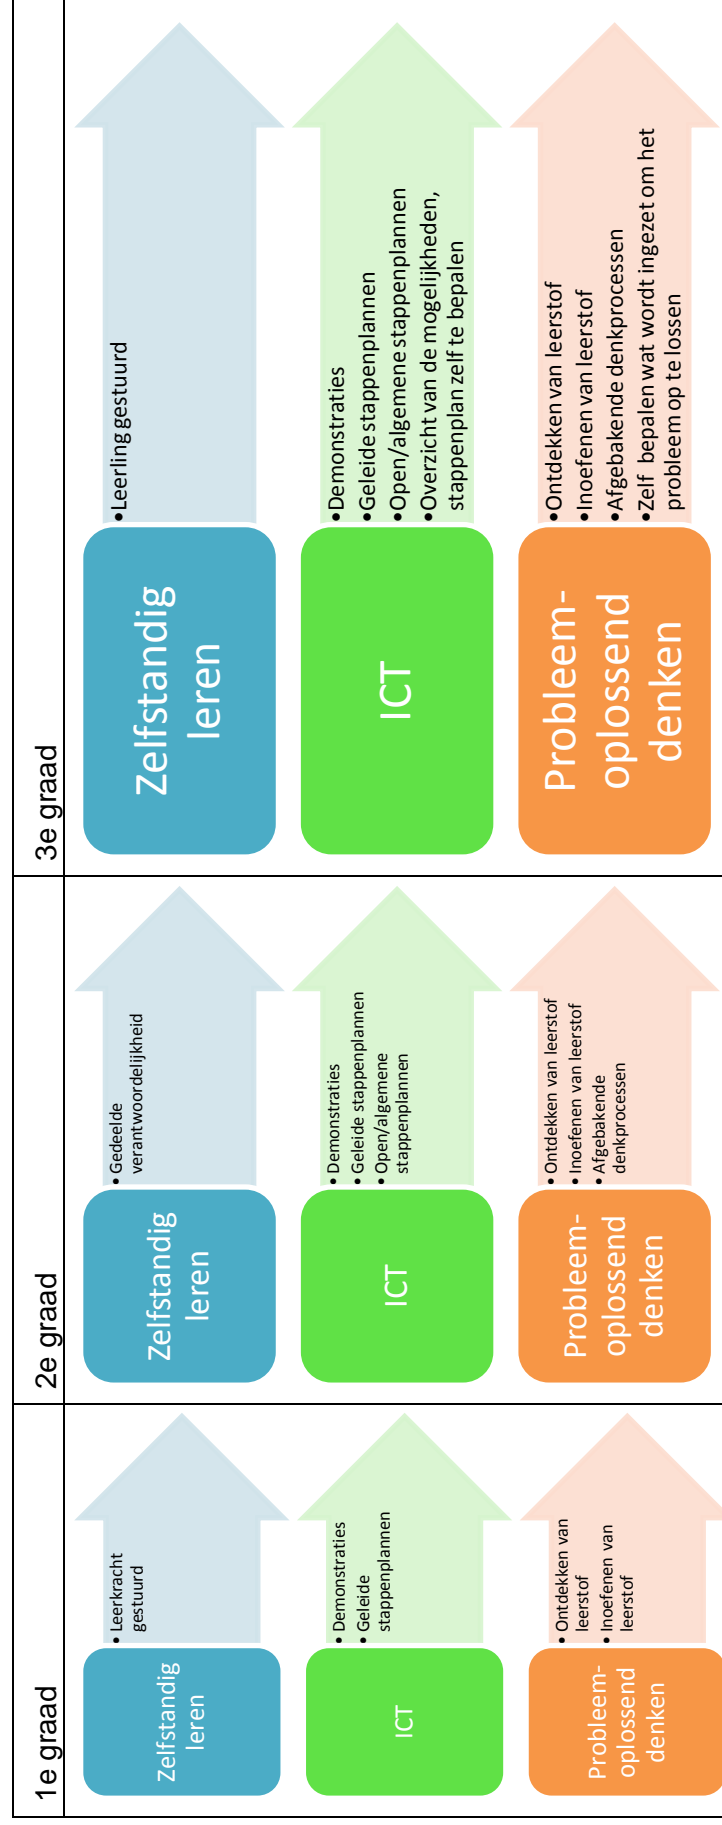 1e graad
Zelfstandig
leren
• Leerkracht
gestuurd
ICT
• Demonstraties
• Geleide
stappenplannen
Probleem-
oplossend
denken
• Ontdekken van
leerstof
• Inoefenen van
leerstof
2e graad
Zelfstandig
leren
• Gedeelde
verantwoordelijkheid
ICT
• Demonstraties
• Geleide stappenplannen
• Open/algemene
stappenplannen
Probleem-
oplossend
denken
• Ontdekken van leerstof
• Inoefenen van leerstof
• Afgebakende
denkprocessen
3e graad
Zelfstandig
leren
•Leerling gestuurd
ICT
•Demonstraties
•Geleide stappenplannen
•Open/algemene stappenplannen
•Overzicht van de mogelijkheden,
stappenplan zelf te bepalen
Probleem-
oplossend
denken
•Ontdekken van leerstof
•Inoefenen van leerstof
•Afgebakende denkprocessen
•Zelf bepalen wat wordt ingezet om het
probleem op te lossen